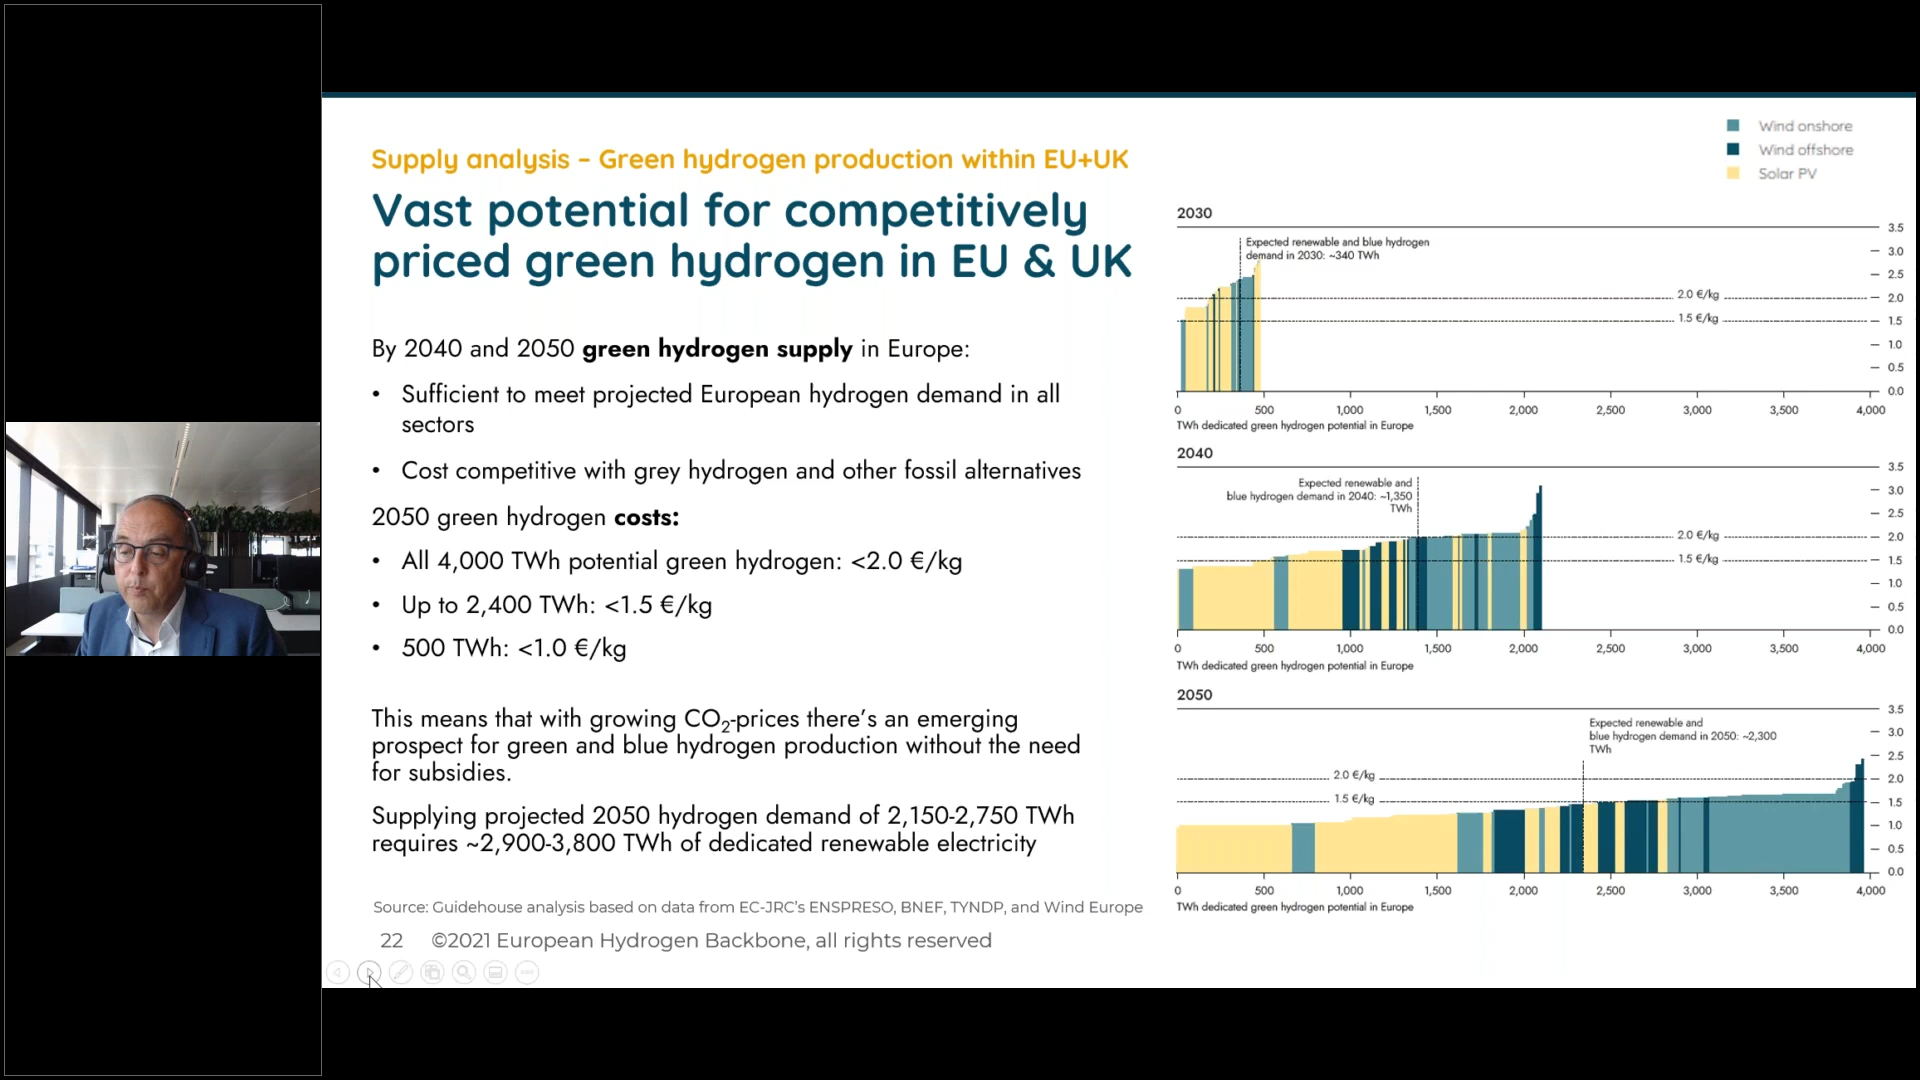 Supply analysis – Green hydrogen production within EU+UK
Vast potential for competitively
priced green hydrogen in EU & UK
By 2040 and 2050 green hydrogen supply in Europe:
• Sufficient to meet projected European hydrogen demand in all
sectors
• Cost competitive with grey hydrogen and other fossil alternatives
2050 green hydrogen costs:
• All 4,000 TWh potential green hydrogen: <2.0 €/kg
• Up to 2,400 TWh: <1.5 €/kg
• 500 TWh: <1.0 €/kg
This means that with growing CO₂-prices there's an emerging
prospect for green and blue hydrogen production without the need
for subsidies.
Supplying projected 2050 hydrogen demand of 2,150-2,750 TWh
requires ~2,900-3,800 TWh of dedicated renewable electricity
Source: Guidehouse analysis based on data from EC-JRC's ENSPRESO, BNEF, TYNDP, and Wind Europe
22 ©2021 European Hydrogen Backbone, all rights reserved
Wind onshore
Wind offshore
Solar PV
2030
Expected renewable and blue hydrogen
demand in 2030: ~340 TWh
2.0 €/kg
1.5 €/kg
3.5
3.0
2.5
2.0
1.5
1.0
0.5
0.0
0 500 1,000 1,500 2,000 2,500 3,000 3,500 4,000
TWh dedicated green hydrogen potential in Europe
2040
Expected renewable and
blue hydrogen demand in 2040: ~1,350
TWh
2.0 €/kg
1.5 €/kg
3.5
3.0
2.5
2.0
1.5
1.0
0.5
0.0
0 500 1,000 1,500 2,000 2,500 3,000 3,500 4,000
TWh dedicated green hydrogen potential in Europe
2050
Expected renewable and
blue hydrogen demand in 2050: ~2,300
TWh
2.0 €/kg
1.5 €/kg
3.5
3.0
2.5
2.0
1.5
1.0
0.5
0.0
0 500 1,000 1,500 2,000 2,500 3,000 3,500 4,000
TWh dedicated green hydrogen potential in Europe